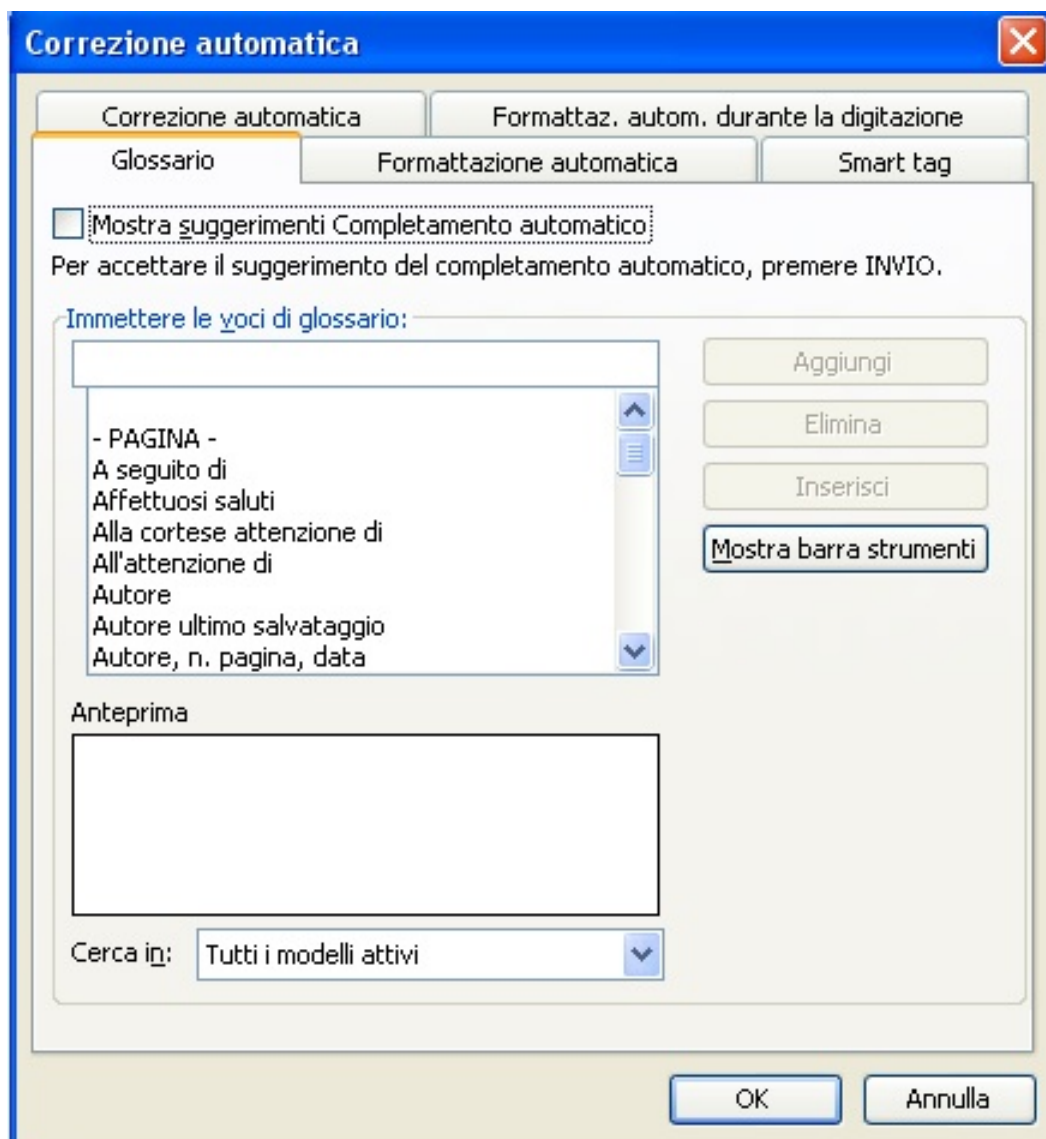 Correzione automatica
Correzione automatica
Formattaz. autom. durante la digitazione
Glossario
Formattazione automatica
Smart tag
Mostra suggerimenti Completamento automatico
Per accettare il suggerimento del completamento automatico, premere INVIO.
Immettere le voci di glossario:
Aggiungi
Elimina
Inserisci
Mostra barra strumenti
- PAGINA -
A seguito di
Affettuosi saluti
Alla cortese attenzione di
All'attenzione di
Autore
Autore ultimo salvataggio
Autore, n. pagina, data
Anteprima
Cerca in:
Tutti i modelli attivi
OK
Annulla